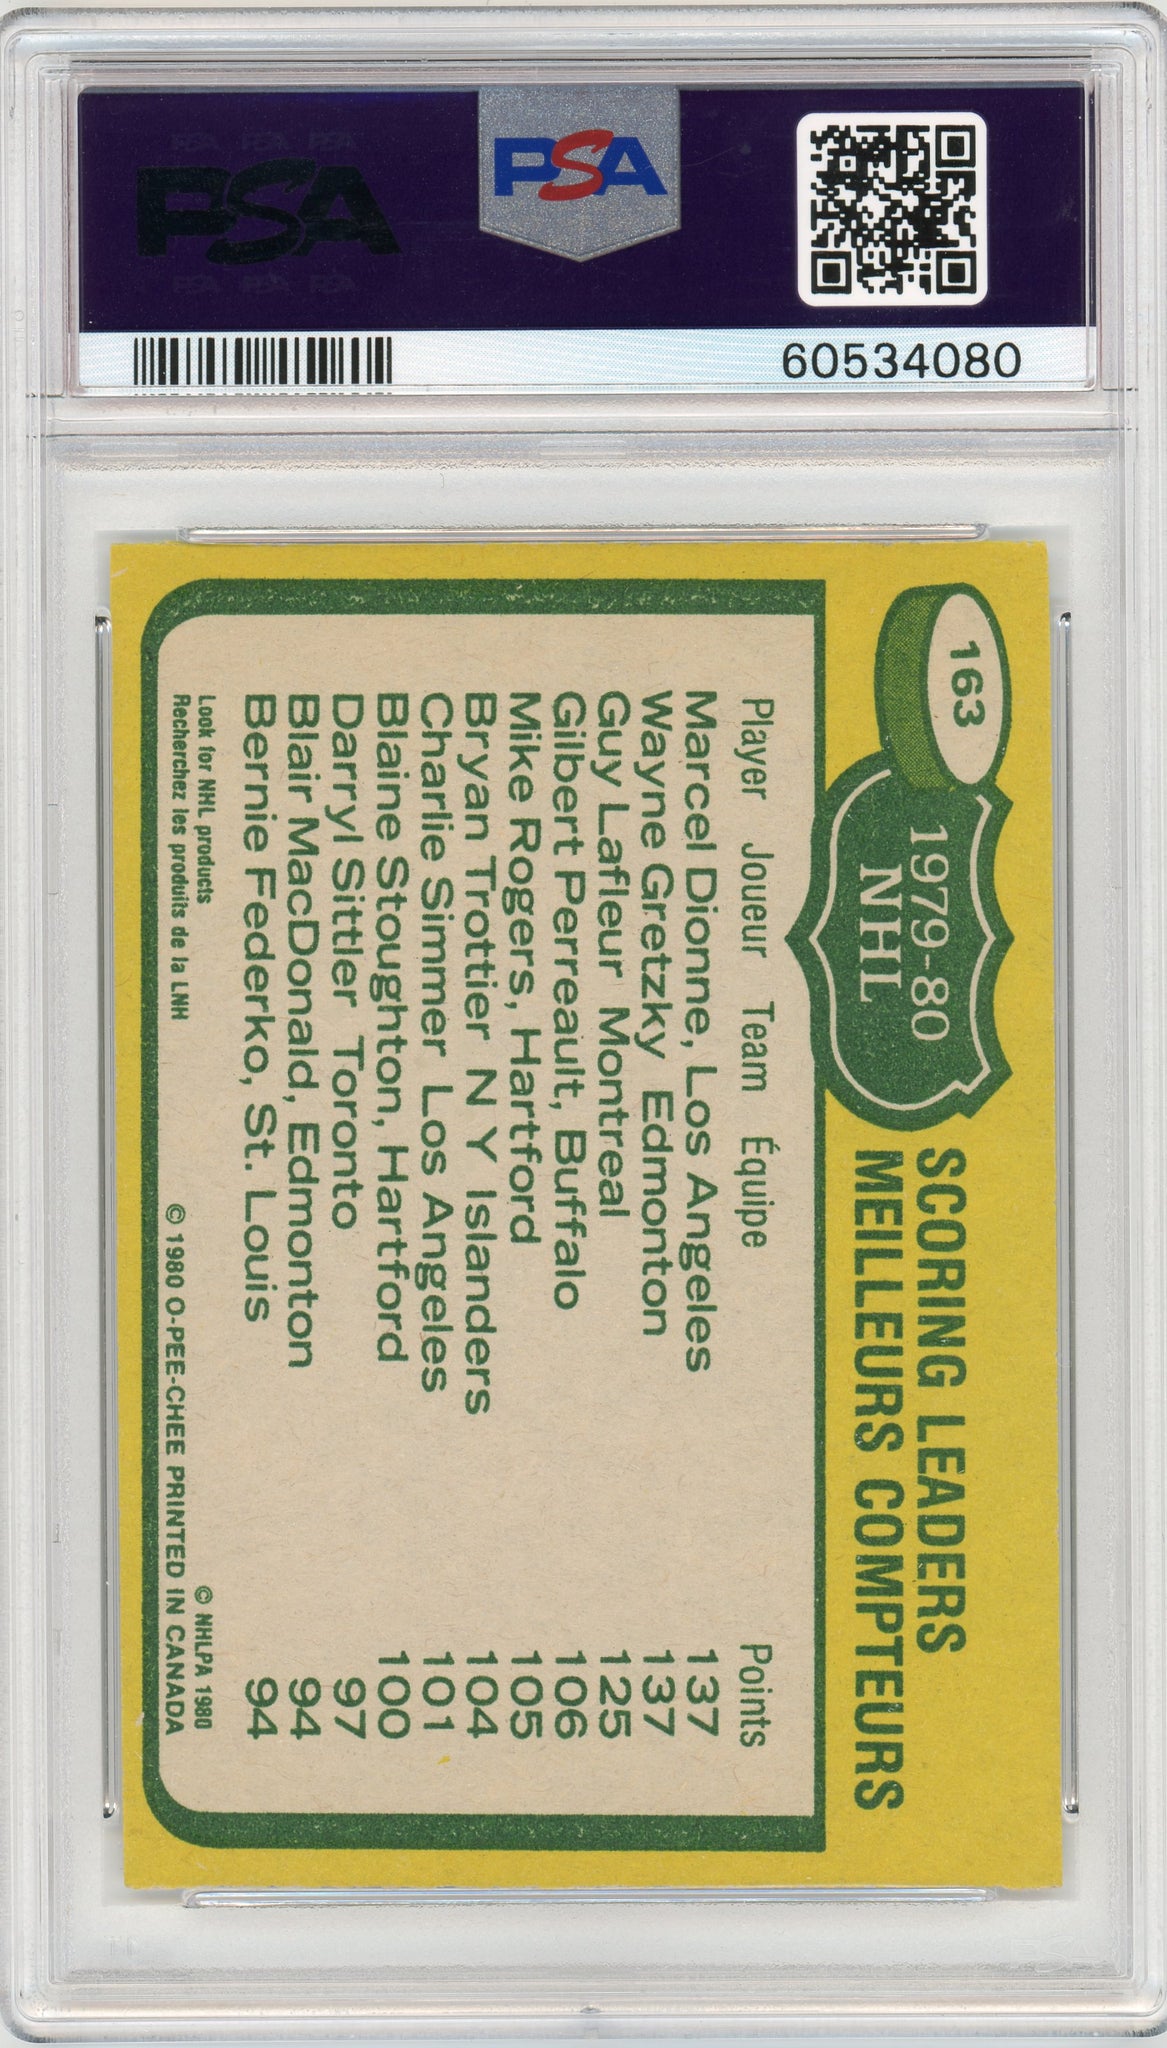 PSA
PSA
60534080
163
1979-80
NHL
SCORING LEADERS
MEILLEURS COMPTEURS
Player Joueur Team Équipe Points
Marcel Dionne, Los Angeles 137
Wayne Gretzky Edmonton 137
Guy Lafleur Montreal 125
Gilbert Perreault, Buffalo 106
Mike Rogers, Hartford 105
Bryan Trottier N Y Islanders 104
Charlie Simmer Los Angeles 101
Blaine Stoughton, Hartford 100
Darryl Sittler Toronto 97
Blair MacDonald, Edmonton 94
Bernie Federko, St. Louis 94
Look for NHL products © NHLPA 1980
Recherchez les produits de la LNH © 1980 O-PEE-CHEE PRINTED IN CANADA